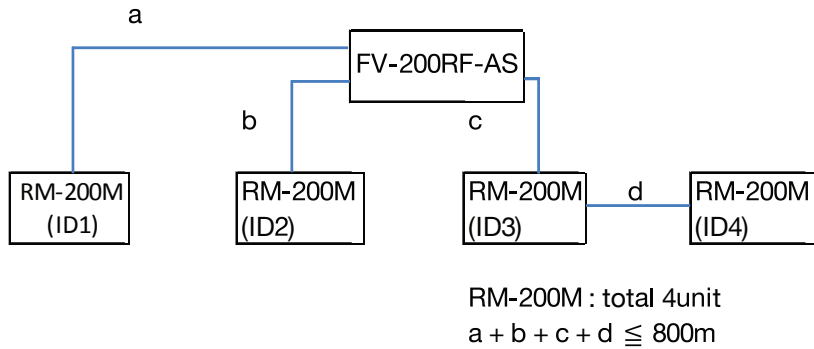 a
FV-200RF-AS
b
c
RM-200M
(ID1)
RM-200M
(ID2)
RM-200M
(ID3)
d
RM-200M
(ID4)
RM-200M : total 4unit
a + b + c + d ≦ 800m